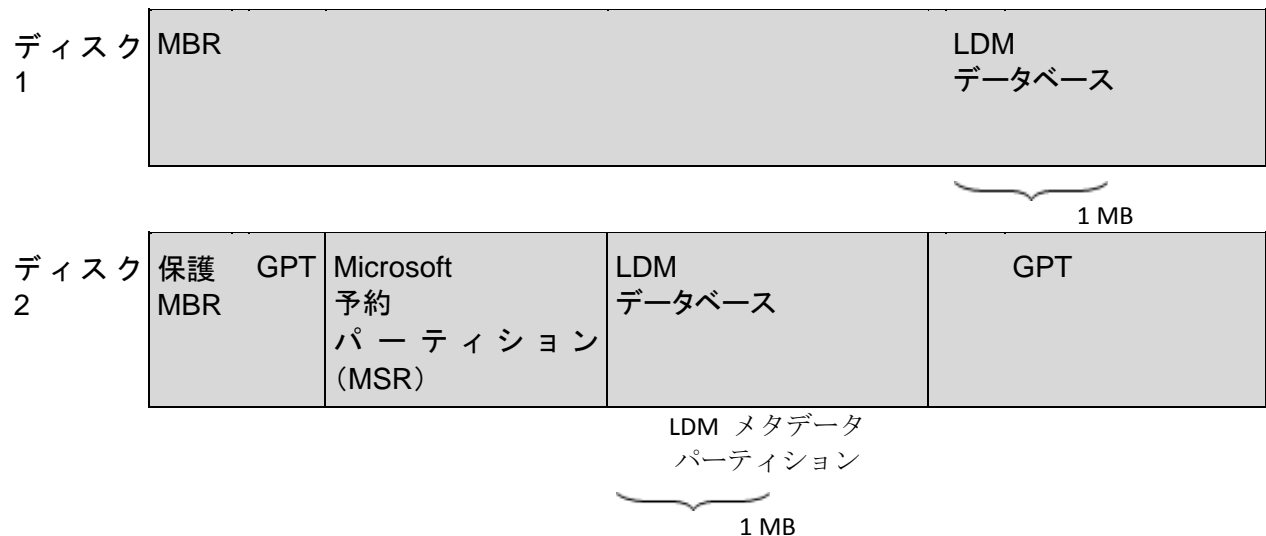 ディスク MBR LDM
1 データベース
1 MB
ディスク 保護 GPT Microsoft LDM GPT
2 MBR 予約 データベース
パーティション
(MSR)
LDM メタデータ
パーティション
1 MB